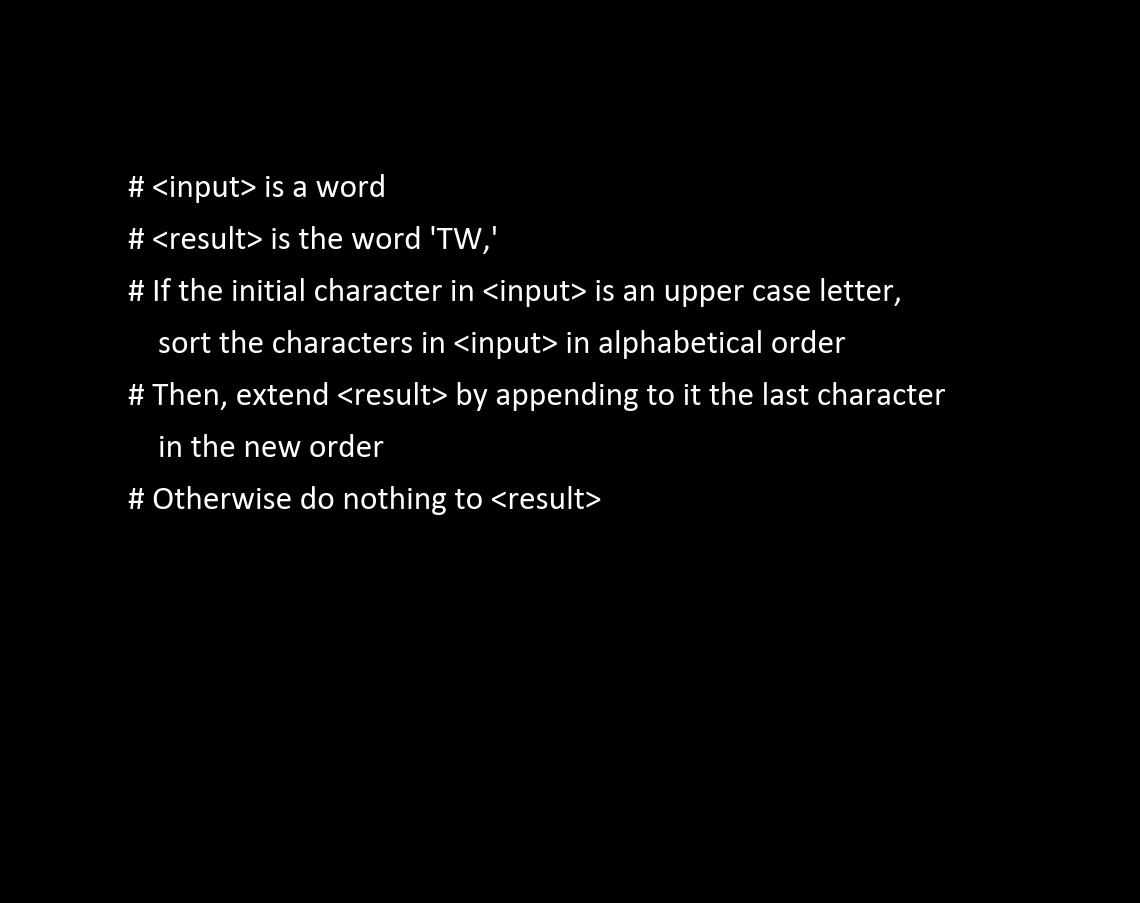 # <input> is a word
# <result> is the word 'TW,'
# If the initial character in <input> is an upper case letter,
sort the characters in <input> in alphabetical order
# Then, extend <result> by appending to it the last character
in the new order
# Otherwise do nothing to <result>